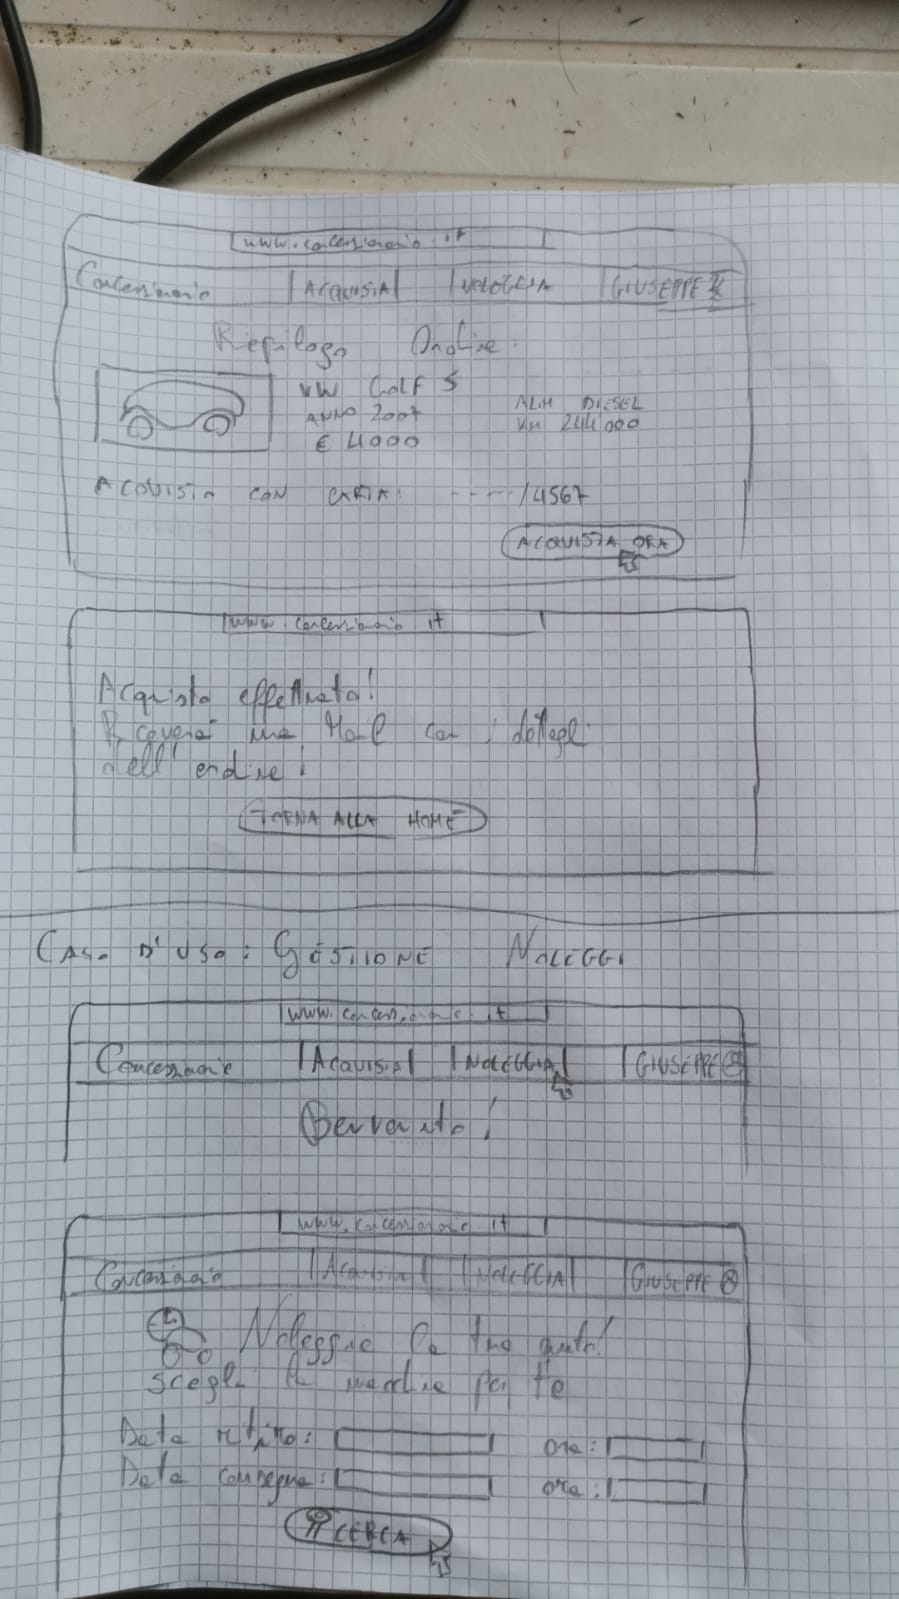 www.concessionario.it
Concessionario ACQUISTA NOLEGGIA GIUSEPPE
Riepilogo Ordine:
VW GOLF 5
ANNO 2007 ALIM DIESEL
€ 4000 KM 244000
ACQUISTA CON CARTA: ----/4567
ACQUISTA ORA
www.concessionario.it
Acquisto effettuato!
Riceverai una Mail con i dettagli
dell'ordine!
TORNA ALLA HOME
CASO D'USO: GESTIONE NOLEGGI
www.concessionario.it
Concessionario ACQUISTA NOLEGGIA GIUSEPPE
Benvenuto!
www.concessionario.it
Concessionario Acquista NOLEGGIA GIUSEPPE
Noleggia la tua auto!
scegli la macchina per te
Data ritiro: ora:
Data consegna: ora:
CERCA